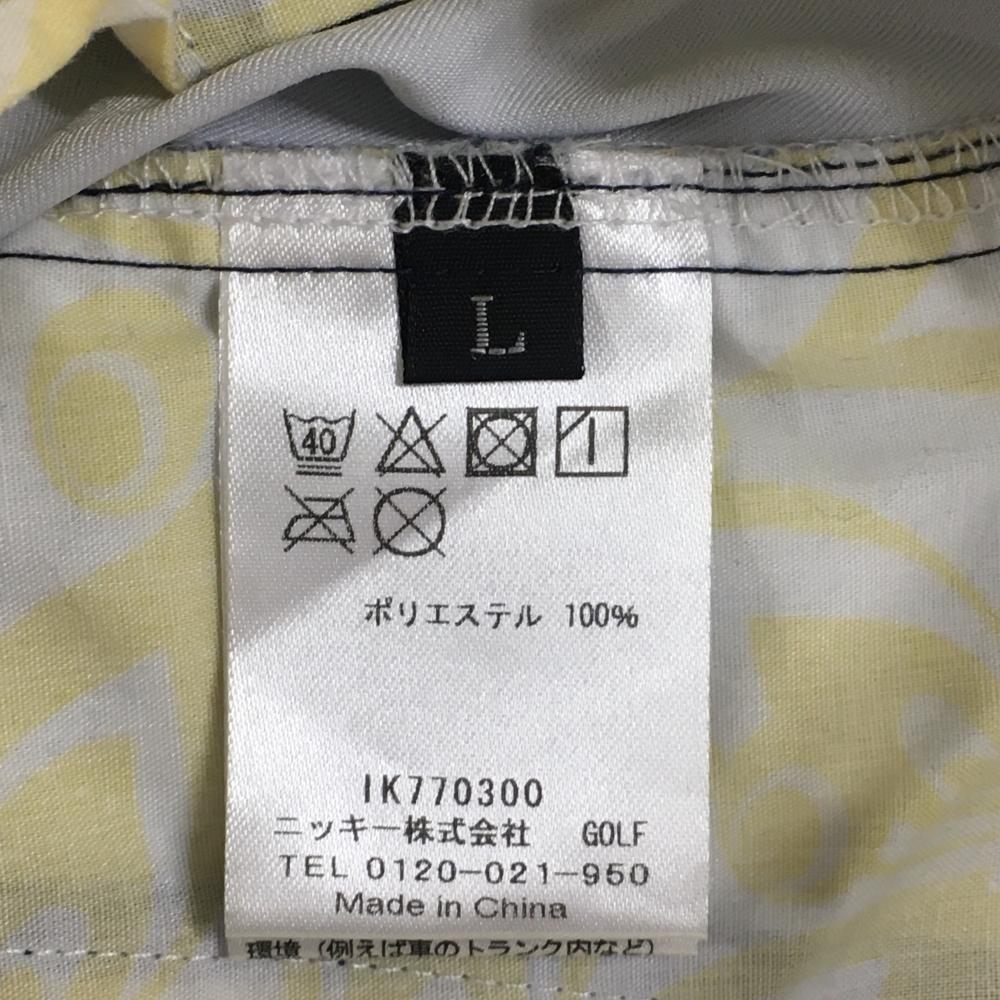 L
40
ポリエステル 100%
IK770300
ニッキー株式会社 GOLF
TEL 0120-021-950
Made in China
環境（例えば車のトランク内など）